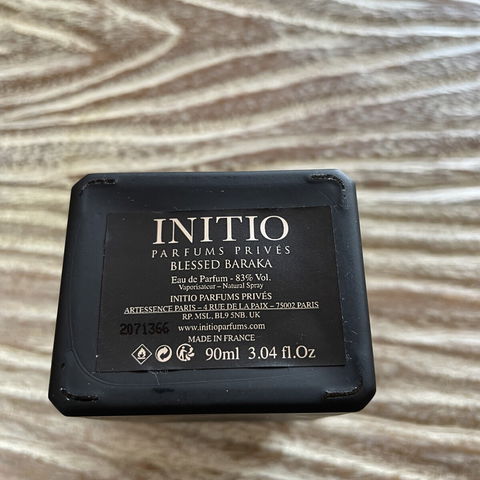 INITIO
PARFUMS PRIVÉS
BLESSED BARAKA
Eau de Parfum - 83% Vol.
Vaporisateur – Natural Spray
INITIO PARFUMS PRIVÉS
ARTESSENCE PARIS – 4 RUE DE LA PAIX – 75002 PARIS
RP. MSL, BL9 5NB. UK
2071366 www.initioparfums.com
MADE IN FRANCE
90ml 3.04 fl.Oz